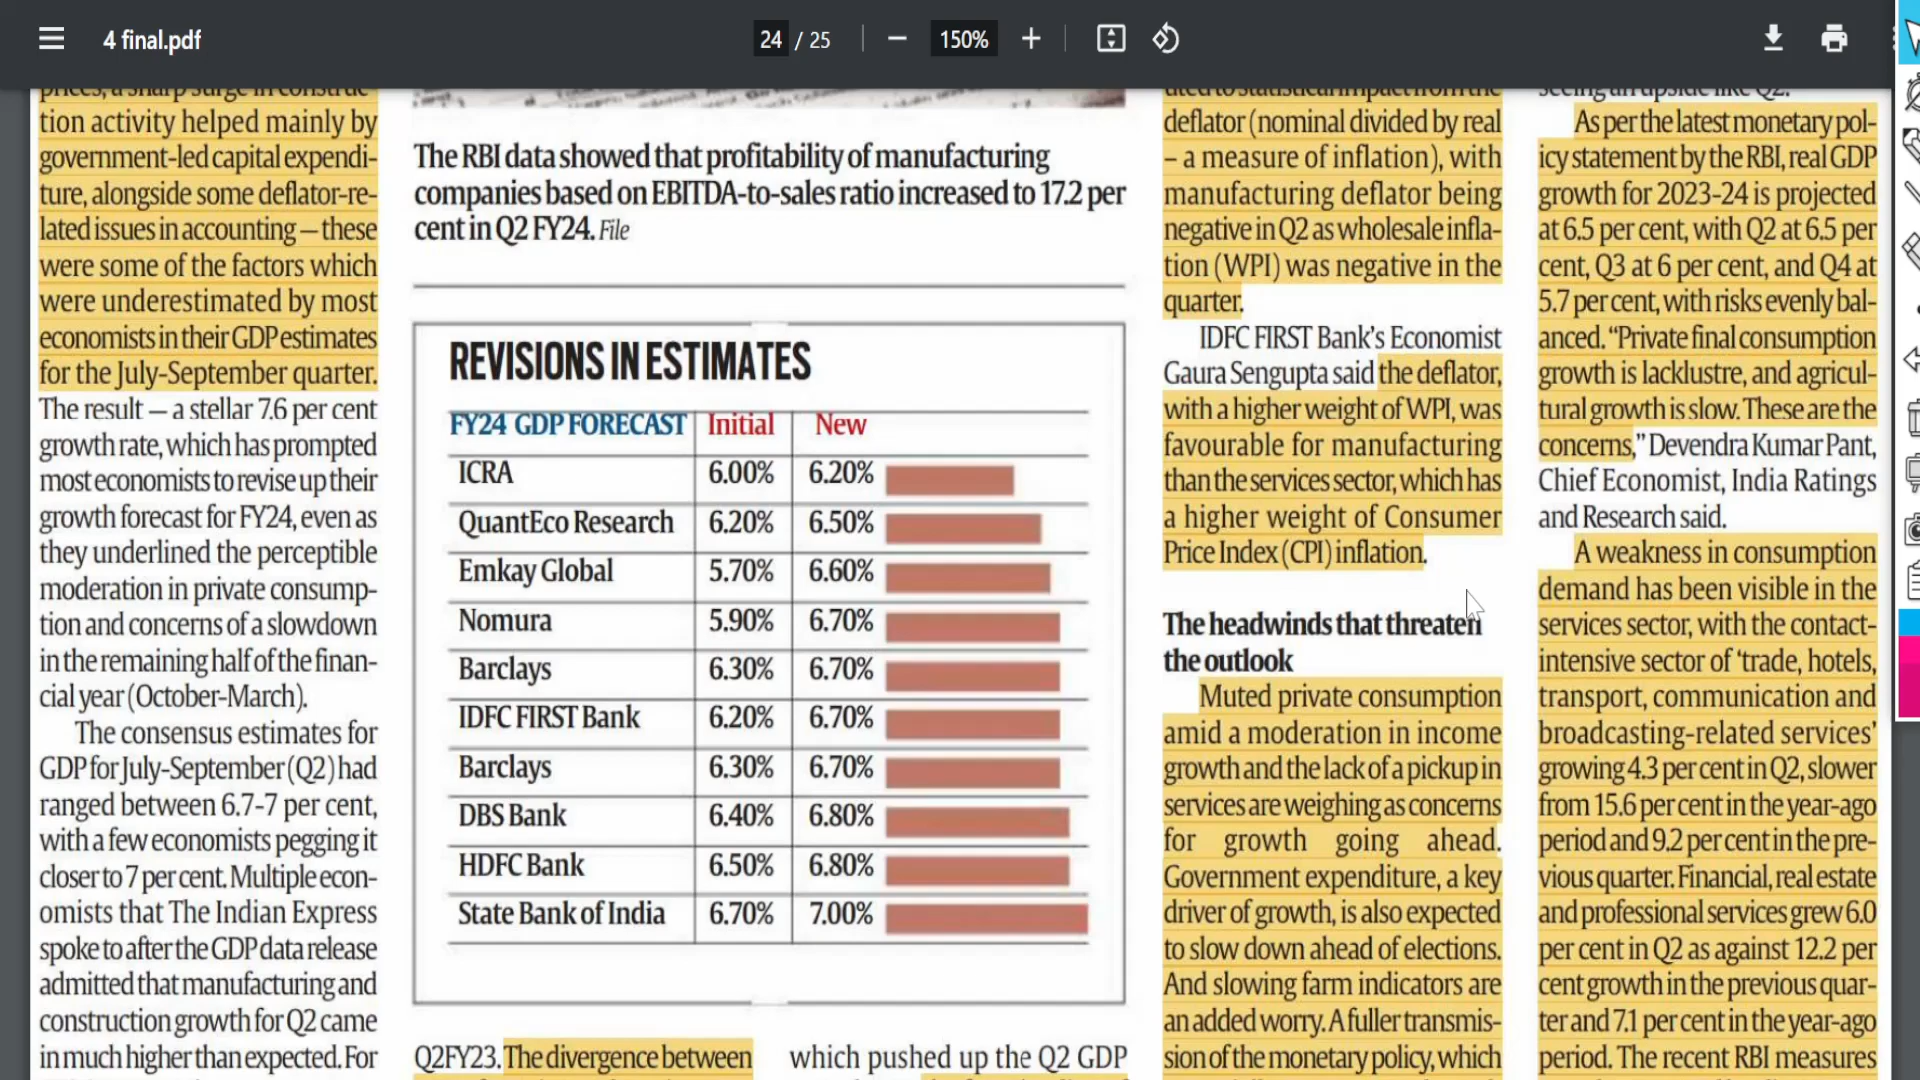 4 final.pdf
24 / 25
150%
prices, a sharp surge in construc-
tion activity helped mainly by
government-led capital expendi-
ture, alongside some deflator-re-
lated issues in accounting — these
were some of the factors which
were underestimated by most
economists in their GDP estimates
for the July-September quarter.
The result — a stellar 7.6 per cent
growth rate, which has prompted
most economists to revise up their
growth forecast for FY24, even as
they underlined the perceptible
moderation in private consump-
tion and concerns of a slowdown
in the remaining half of the finan-
cial year (October-March).
The consensus estimates for
GDP for July-September (Q2) had
ranged between 6.7-7 per cent,
with a few economists pegging it
closer to 7 per cent. Multiple econ-
omists that The Indian Express
spoke to after the GDP data release
admitted that manufacturing and
construction growth for Q2 came
in much higher than expected. For
The RBI data showed that profitability of manufacturing
companies based on EBITDA-to-sales ratio increased to 17.2 per
cent in Q2 FY24. File
REVISIONS IN ESTIMATES
FY24 GDP FORECAST Initial New
ICRA 6.00% 6.20%
QuantEco Research 6.20% 6.50%
Emkay Global 5.70% 6.60%
Nomura 5.90% 6.70%
Barclays 6.30% 6.70%
IDFC FIRST Bank 6.20% 6.70%
Barclays 6.30% 6.70%
DBS Bank 6.40% 6.80%
HDFC Bank 6.50% 6.80%
State Bank of India 6.70% 7.00%
Q2FY23. The divergence between
which pushed up the Q2 GDP
uted to statistical impact from the
deflator (nominal divided by real
– a measure of inflation), with
manufacturing deflator being
negative in Q2 as wholesale infla-
tion (WPI) was negative in the
quarter.
IDFC FIRST Bank's Economist
Gaura Sengupta said the deflator,
with a higher weight of WPI, was
favourable for manufacturing
than the services sector, which has
a higher weight of Consumer
Price Index (CPI) inflation.
The headwinds that threaten
the outlook
Muted private consumption
amid a moderation in income
growth and the lack of a pickup in
services are weighing as concerns
for growth going ahead.
Government expenditure, a key
driver of growth, is also expected
to slow down ahead of elections.
And slowing farm indicators are
an added worry. A fuller transmis-
sion of the monetary policy, which
seeing an upside like Q2.
As per the latest monetary pol-
icy statement by the RBI, real GDP
growth for 2023-24 is projected
at 6.5 per cent, with Q2 at 6.5 per
cent, Q3 at 6 per cent, and Q4 at
5.7 per cent, with risks evenly bal-
anced. "Private final consumption
growth is lacklustre, and agricul-
tural growth is slow. These are the
concerns," Devendra Kumar Pant,
Chief Economist, India Ratings
and Research said.
A weakness in consumption
demand has been visible in the
services sector, with the contact-
intensive sector of 'trade, hotels,
transport, communication and
broadcasting-related services'
growing 4.3 per cent in Q2, slower
from 15.6 per cent in the year-ago
period and 9.2 per cent in the pre-
vious quarter. Financial, real estate
and professional services grew 6.0
per cent in Q2 as against 12.2 per
cent growth in the previous quar-
ter and 7.1 per cent in the year-ago
period. The recent RBI measures